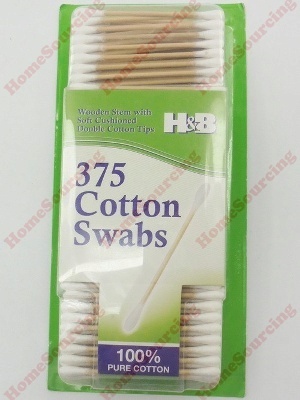 Wooden Stem with
Soft Cushioned
Double Cotton Tips
H&B
375
Cotton
Swabs
100%
PURE COTTON
HomeSourcing
HomeSourcing
HomeSourcing
HomeSourcing
HomeSourcing
HomeSourcing